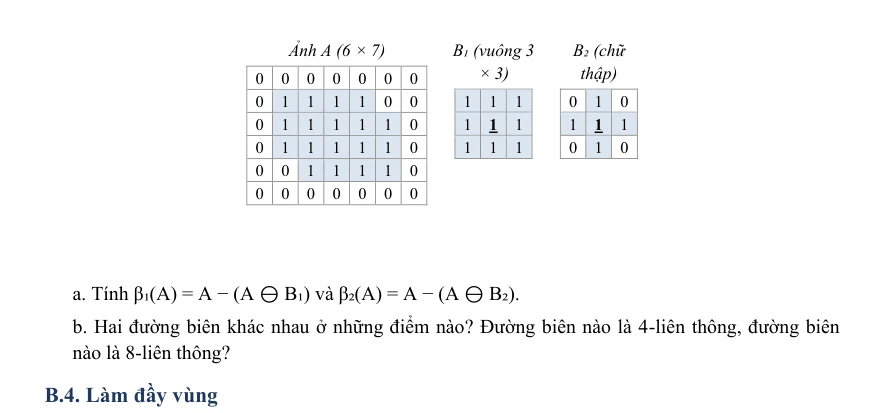 Ảnh A (6 × 7)
0 0 0 0 0 0 0
0 1 1 1 1 0 0
0 1 1 1 1 1 0
0 1 1 1 1 1 0
0 0 1 1 1 1 0
0 0 0 0 0 0 0
B₁ (vuông 3
× 3)
1 1 1
1 1 1
1 1 1
B₂ (chữ
thập)
0 1 0
1 1 1
0 1 0
a. Tính β₁(A) = A − (A ⊖ B₁) và β₂(A) = A − (A ⊖ B₂).
b. Hai đường biên khác nhau ở những điểm nào? Đường biên nào là 4-liên thông, đường biên
nào là 8-liên thông?
B.4. Làm đầy vùng